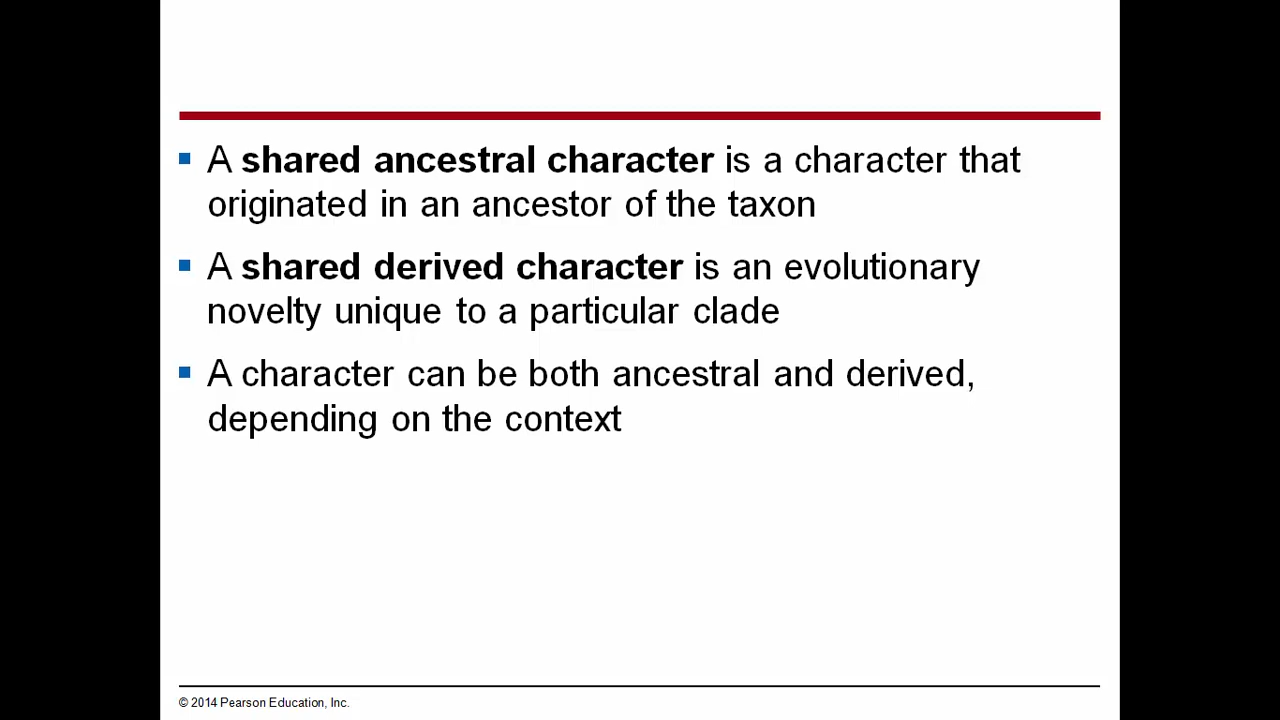 A shared ancestral character is a character that
originated in an ancestor of the taxon
A shared derived character is an evolutionary
novelty unique to a particular clade
A character can be both ancestral and derived,
depending on the context
© 2014 Pearson Education, Inc.